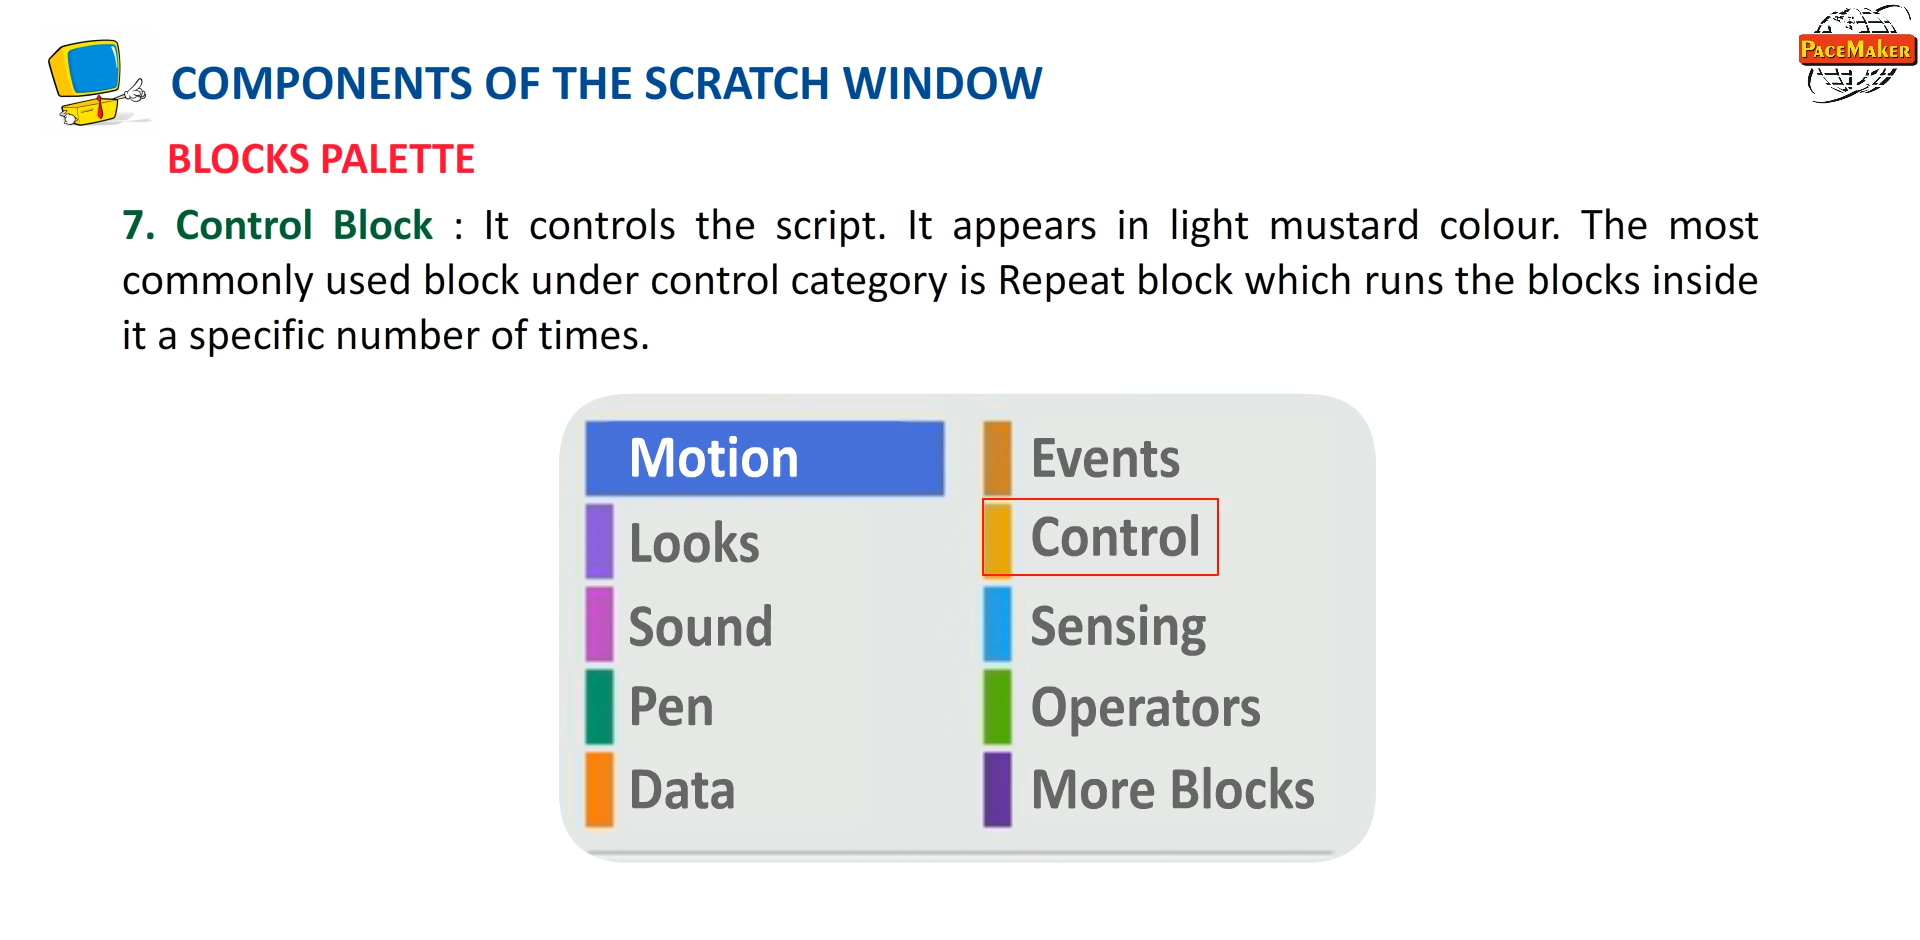 PACEMAKER
COMPONENTS OF THE SCRATCH WINDOW
BLOCKS PALETTE
7. Control Block : It controls the script. It appears in light mustard colour. The most
commonly used block under control category is Repeat block which runs the blocks inside
it a specific number of times.
Motion
Looks
Sound
Pen
Data
Events
Control
Sensing
Operators
More Blocks